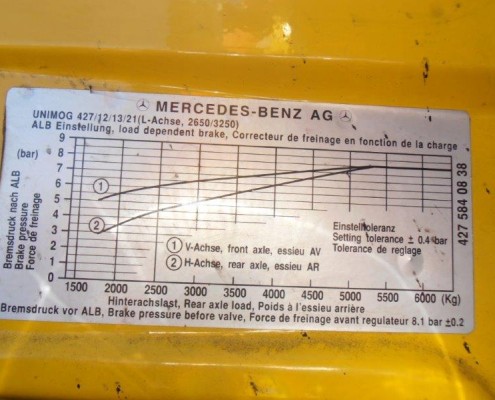 MERCEDES-BENZ AG
UNIMOG 427/12/13/21(L-Achse, 2650/3250)
ALB Einstellung, load dependent brake, Correcteur de freinage en fonction de la charge
(bar)
9
8
7
6
5
4
3
2
1
0
Bremsdruck nach ALB
Brake pressure
Force de freinage
1
2
1 V-Achse, front axle, essieu AV
2 H-Achse, rear axle, essieu AR
Einstelltoleranz
Setting tolerance ± 0.4 bar
Tolerance de reglage
427 584 08 38
1500 2000 2500 3000 3500 4000 4500 5000 5500 6000 (Kg)
Hinterachslast, Rear axle load, Poids à l'essieu arrière
Bremsdruck vor ALB, Brake pressure before valve, Force de freinage avant regulateur 8.1 bar ±0.2